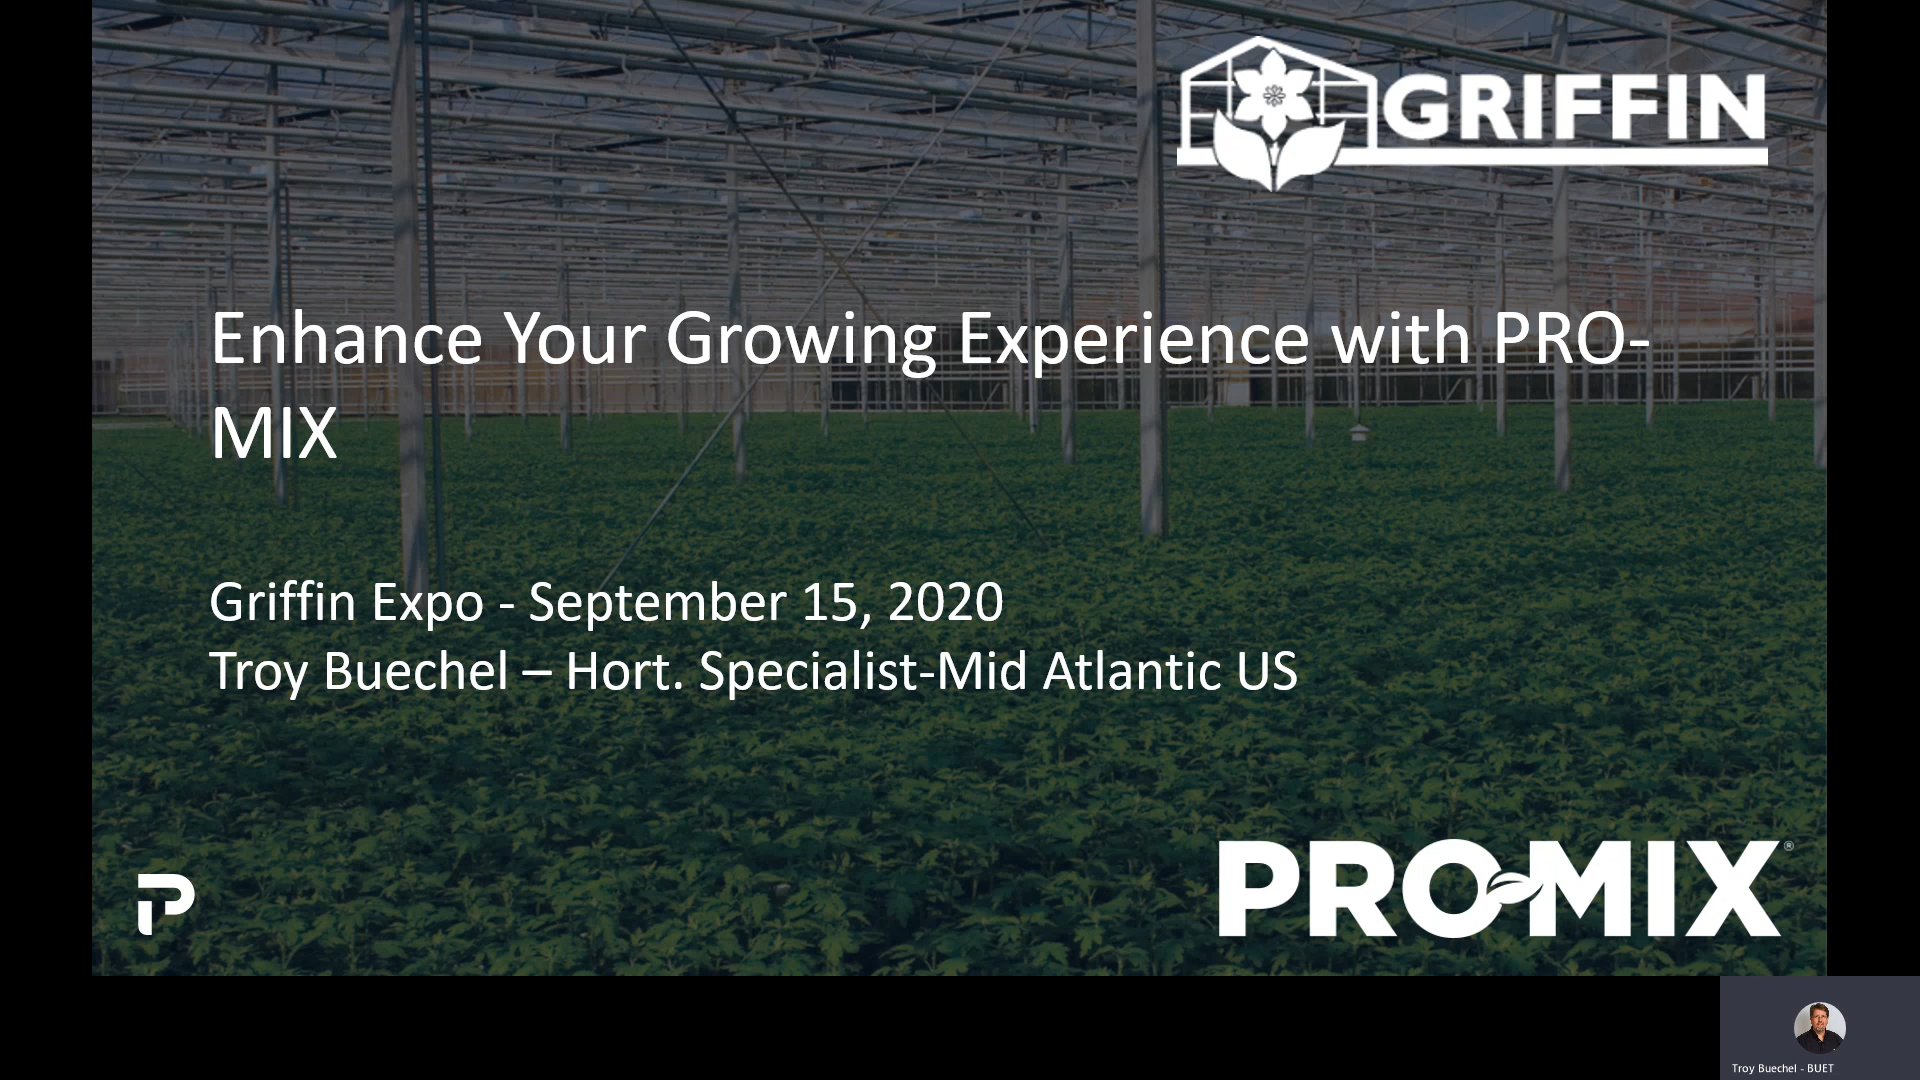 GRIFFIN
Enhance Your Growing Experience with PRO-
MIX
Griffin Expo - September 15, 2020
Troy Buechel – Hort. Specialist-Mid Atlantic US
PRO-MIX®
Troy Buechel - BUET